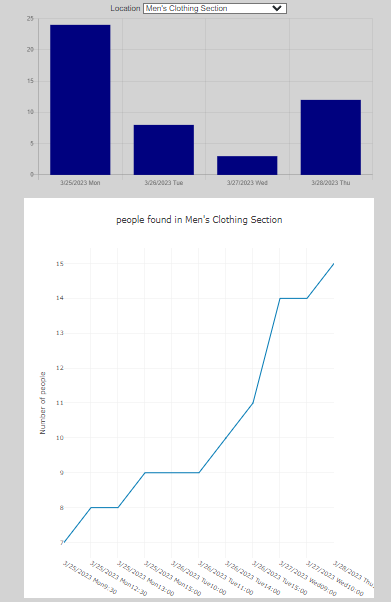 Location Men's Clothing Section
25
20
15
10
5
0
3/25/2023 Mon 3/26/2023 Tue 3/27/2023 Wed 3/28/2023 Thu
people found in Men's Clothing Section
Number of people
15
14
13
12
11
10
9
8
7
3/25/2023 Mon9:30
3/25/2023 Mon12:30
3/25/2023 Mon13:00
3/25/2023 Mon15:00
3/26/2023 Tue10:00
3/26/2023 Tue11:00
3/26/2023 Tue14:00
3/26/2023 Tue15:00
3/27/2023 Wed09:00
3/27/2023 Wed10:00
3/28/2023 Thu